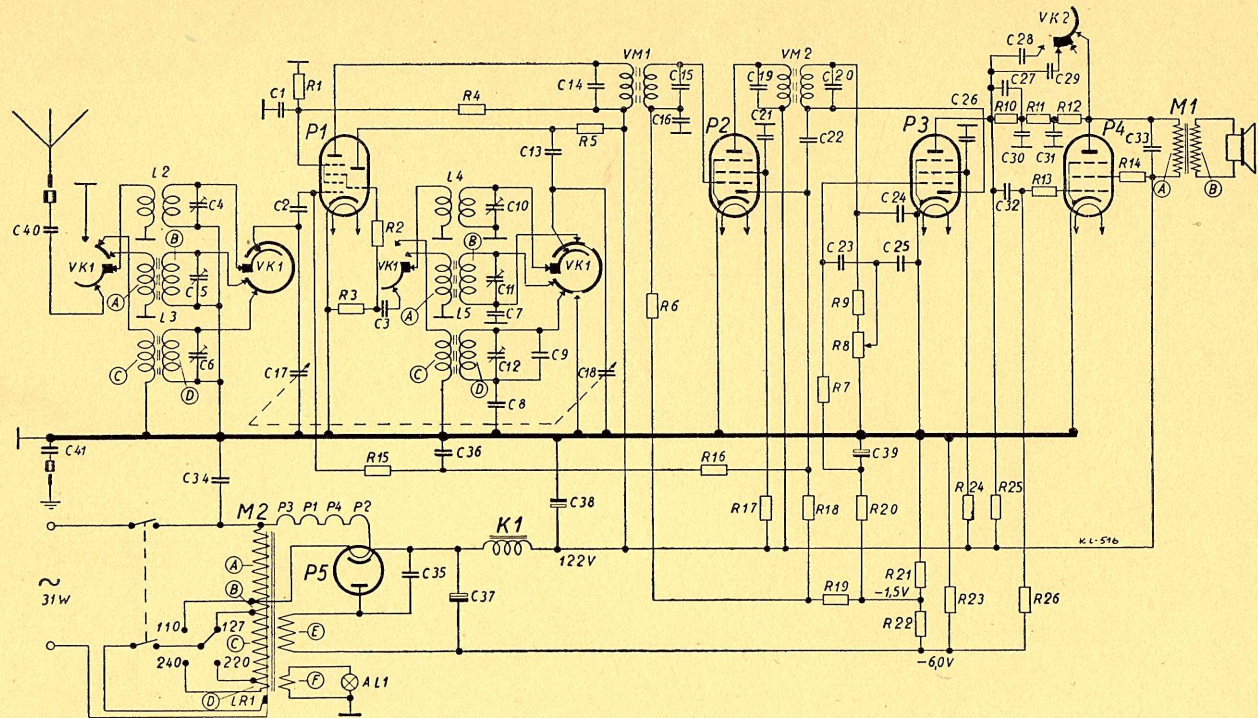 VK2
C28
VM1
VM2
C27
C29
C1
R1
C14
C15
C19
C20
C26
R10
R11
R12
M1
R4
P1
C16
P2
C21
C22
P3
P4
C33
C13
R5
C30
C31
A
B
L2
L4
R14
C40
C4
C2
C10
R2
C24
C32
R13
B
B
VK1
VK1
VK1
VK1
C5
C11
C23
C25
A
L3
R3
C3
A
L5
C7
R6
R9
C
C6
C17
C
C12
C9
C18
R8
D
D
C8
R7
C41
C34
R15
C36
R16
C39
C38
M2
P3
P1
P4
P2
R17
R18
R20
R24
R25
K1
KL-516
A
P5
C35
122V
~
31W
B
C37
R19
R21
-1,5V
R23
R26
110
127
C
E
R22
240
220
-6,0V
D
LR1
F
AL1